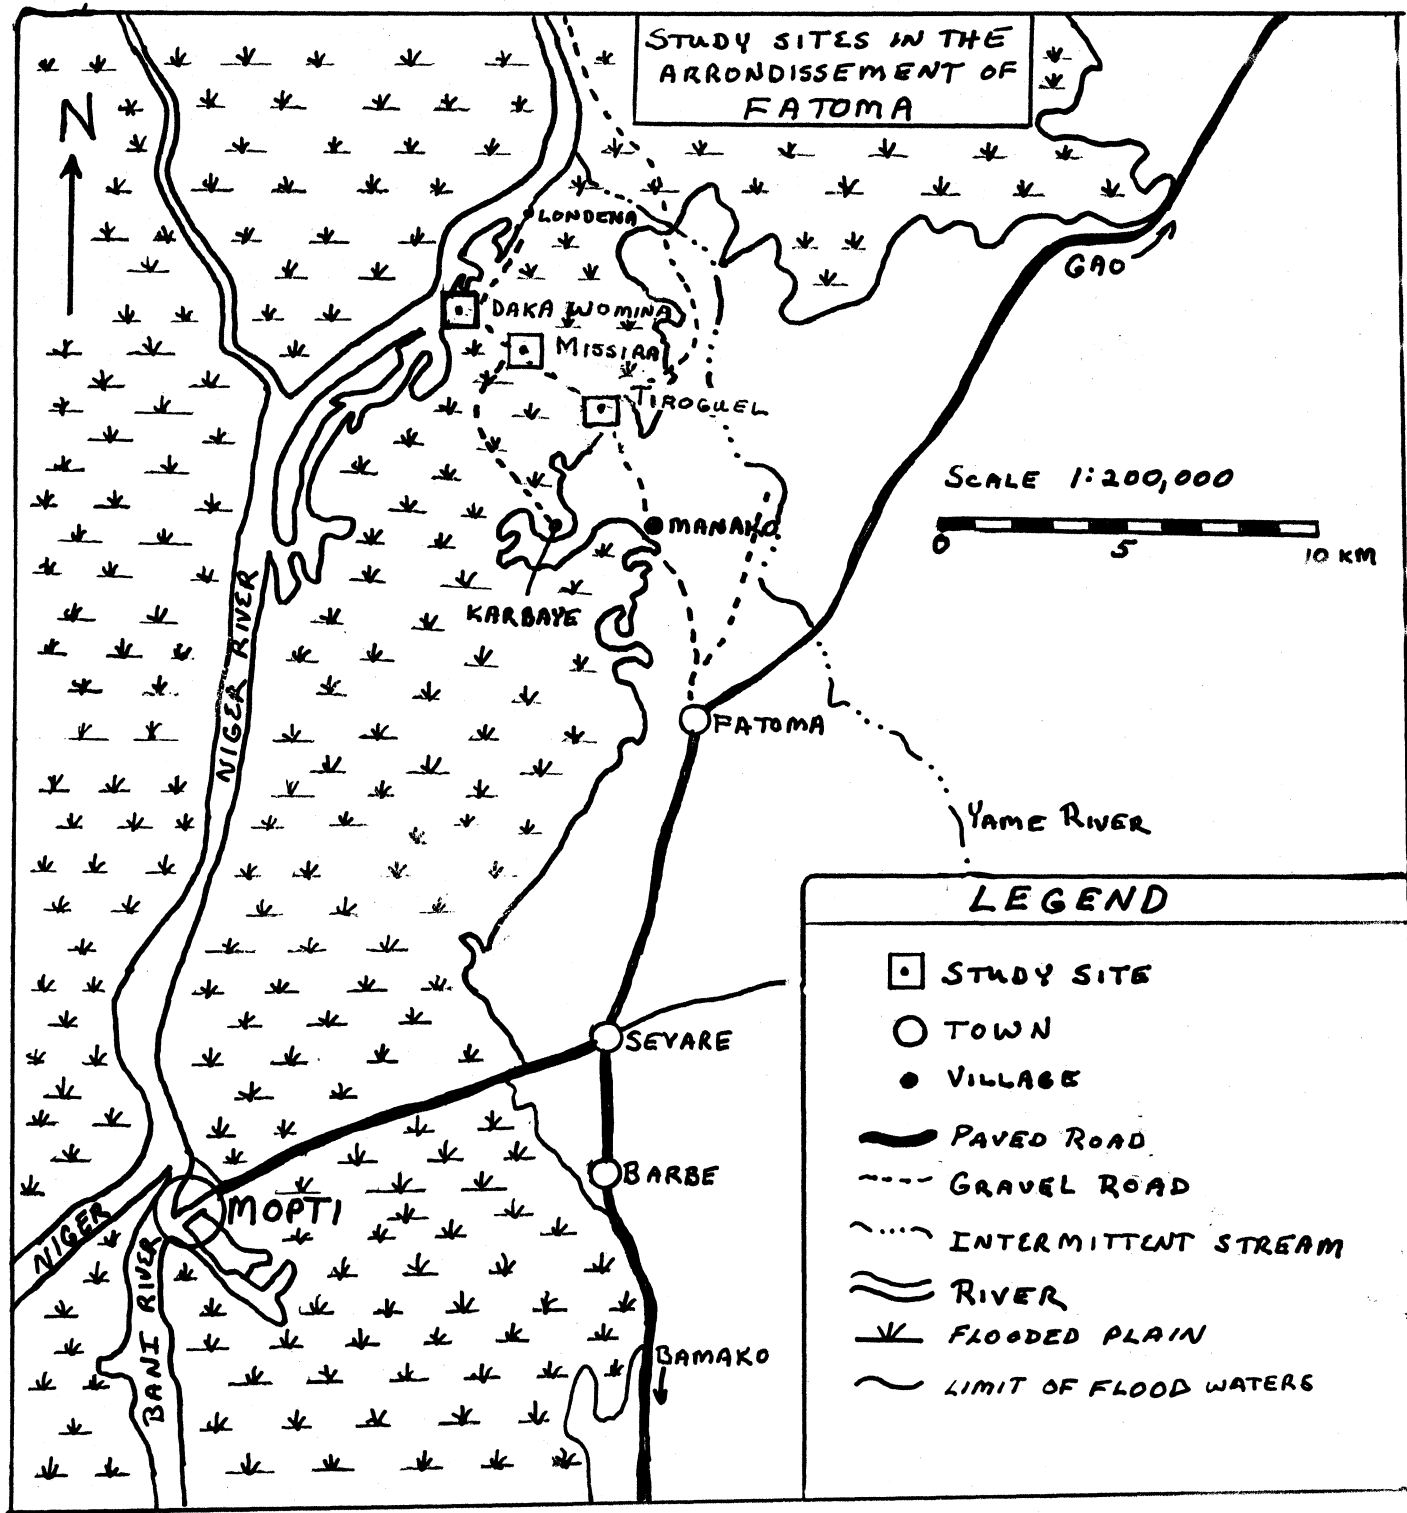 STUDY SITES IN THE
ARRONDISSEMENT OF
FATOMA
N
LONDENA
GAO
DAKA WOMINA
MISSIRA
TIROGUEL
SCALE 1:200,000
0 5 10 KM
MANAKO
KARBAYE
NIGER RIVER
FATOMA
YAME RIVER
SEVARE
BARBE
MOPTI
NIGER
BANI RIVER
BAMAKO
LEGEND
STUDY SITE
TOWN
VILLAGE
PAVED ROAD
GRAVEL ROAD
INTERMITTENT STREAM
RIVER
FLOODED PLAIN
LIMIT OF FLOOD WATERS